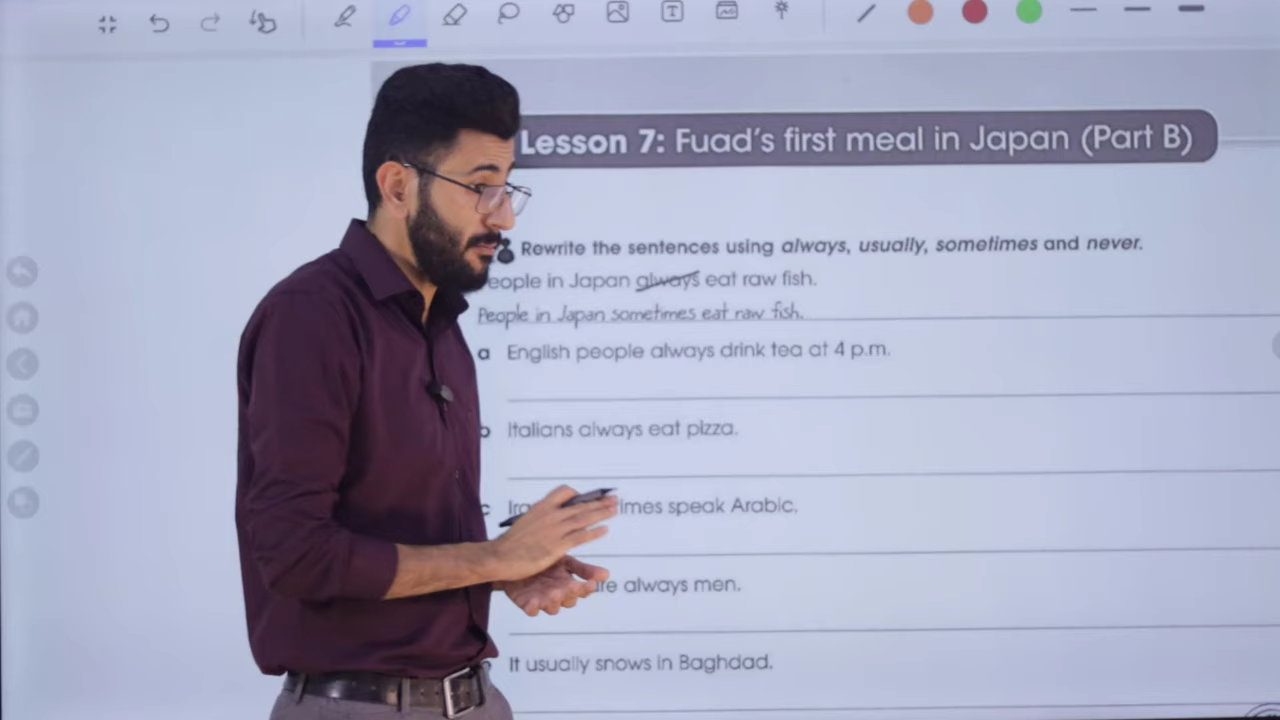 Lesson 7: Fuad's first meal in Japan (Part B)
Rewrite the sentences using always, usually, sometimes and never.
eople in Japan always eat raw fish.
People in Japan sometimes eat raw fish.
a English people always drink tea at 4 p.m.
b Italians always eat pizza.
c speak Arabic.
always men.
It usually snows in Baghdad.